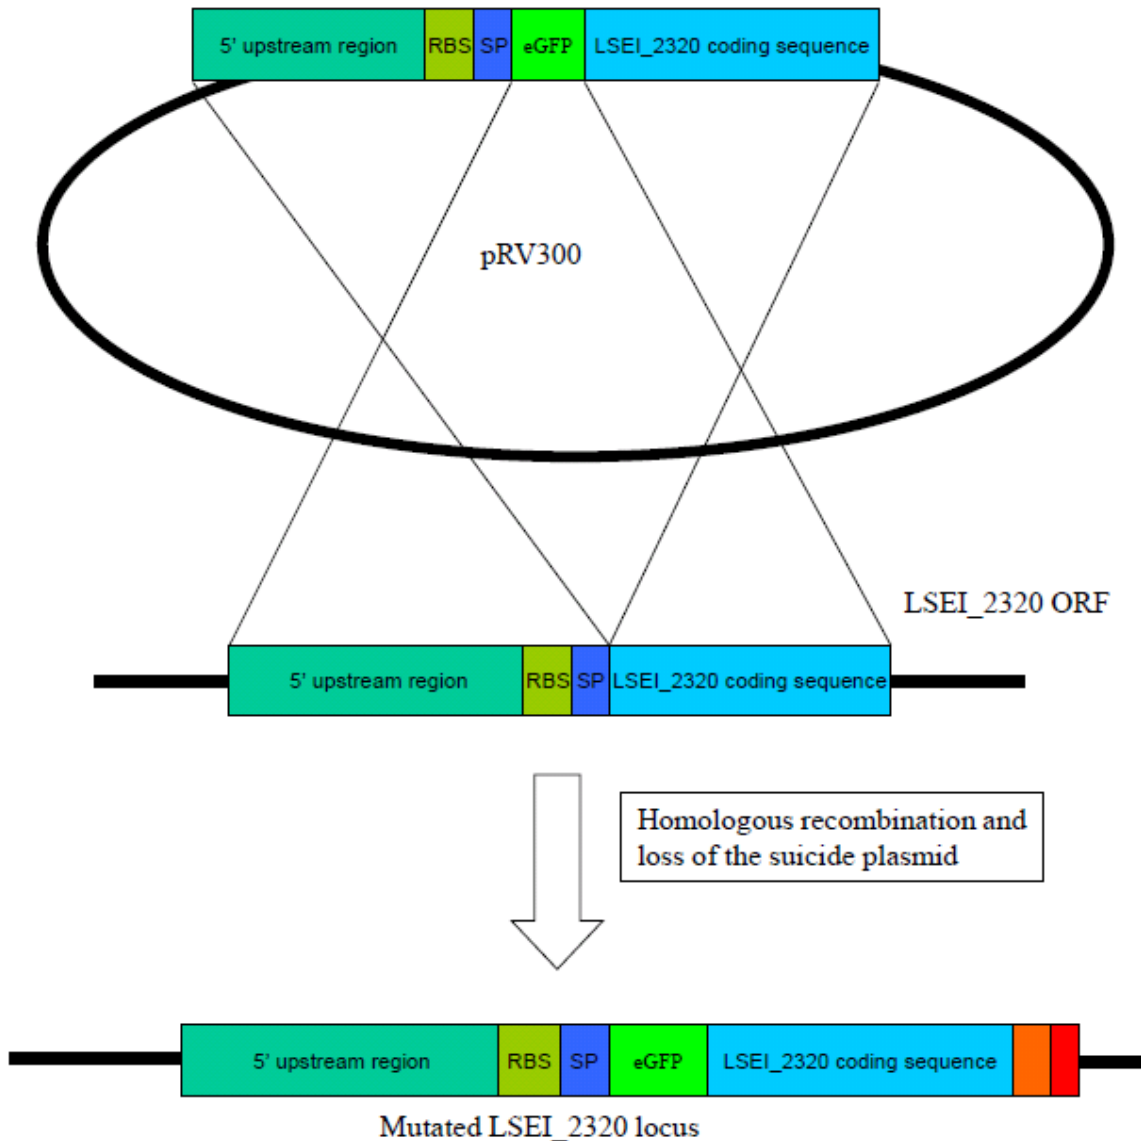 5' upstream region RBS SP eGFP LSEI_2320 coding sequence
pRV300
LSEI_2320 ORF
5' upstream region RBS SP LSEI_2320 coding sequence
Homologous recombination and
loss of the suicide plasmid
5' upstream region RBS SP eGFP LSEI_2320 coding sequence
Mutated LSEI_2320 locus